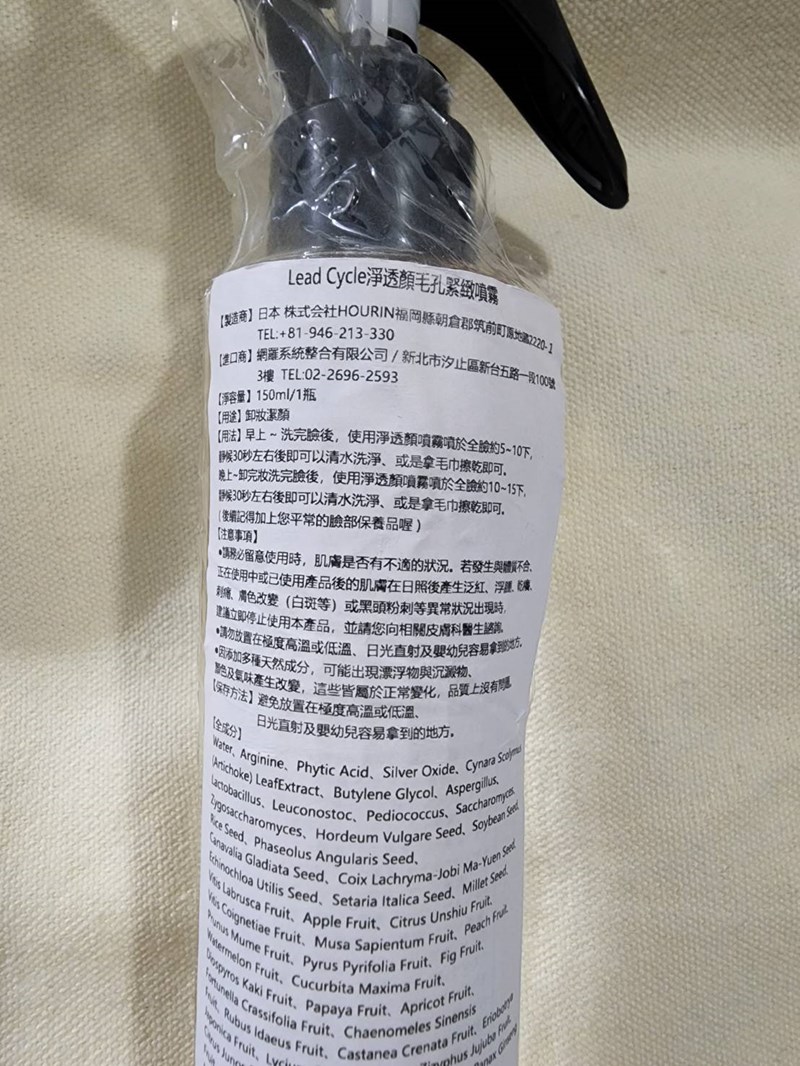 Lead Cycle淨透顏毛孔緊緻噴霧
【製造商】日本 株式会社HOURIN福岡縣朝倉郡筑前町原地蔵2220-1
TEL:+81-946-213-330
【進口商】網羅系統整合有限公司 / 新北市汐止區新台五路一段100號
3樓 TEL:02-2696-2593
【淨容量】150ml/1瓶
【用途】卸妝潔顏
【用法】早上 ~ 洗完臉後，使用淨透顏噴霧噴於全臉約5~10下，
靜候30秒左右後即可以清水洗淨、或是拿毛巾擦乾即可。
晚上~卸完妝洗完臉後，使用淨透顏噴霧噴於全臉約10~15下，
靜候30秒左右後即可以清水洗淨、或是拿毛巾擦乾即可。
(後續記得加上您平常的臉部保養品喔)
【注意事項】
•請務必留意使用時，肌膚是否有不適的狀況。若發生與體質不合、
正在使用中或已使用產品後的肌膚在日照後產生泛紅、浮腫、乾癢、
刺痛、膚色改變（白斑等）或黑頭粉刺等異常狀況出現時，
建議立即停止使用本產品，並請您向相關皮膚科醫生諮詢。
•請勿放置在極度高溫或低溫、日光直射及嬰幼兒容易拿到的地方。
•因添加多種天然成分，可能出現漂浮物與沉澱物、
顏色及氣味產生改變，這些皆屬於正常變化，品質上沒有問題。
【保存方法】避免放置在極度高溫或低溫、
日光直射及嬰幼兒容易拿到的地方。
【全成分】
Water、Arginine、Phytic Acid、Silver Oxide、Cynara Scolymus
(Artichoke) LeafExtract、Butylene Glycol、Aspergillus、
Lactobacillus、Leuconostoc、Pediococcus、Saccharomyces、
Zygosaccharomyces、Hordeum Vulgare Seed、Soybean Seed、
Rice Seed、Phaseolus Angularis Seed、
Canavalia Gladiata Seed、Coix Lachryma-Jobi Ma-Yuen Seed、
Echinochloa Utilis Seed、Setaria Italica Seed、Millet Seed、
Vitis Labrusca Fruit、Apple Fruit、Citrus Unshiu Fruit、
Vitis Coignetiae Fruit、Musa Sapientum Fruit、Peach Fruit、
Prunus Mume Fruit、Pyrus Pyrifolia Fruit、Fig Fruit、
Watermelon Fruit、Cucurbita Maxima Fruit、
Diospyros Kaki Fruit、Papaya Fruit、Apricot Fruit、
Fortunella Crassifolia Fruit、Chaenomeles Sinensis
Fruit、Rubus Idaeus Fruit、Castanea Crenata Fruit、Eriobotrya
Japonica Fruit、 Zizyphus Jujuba Fruit、
Panax Ginseng